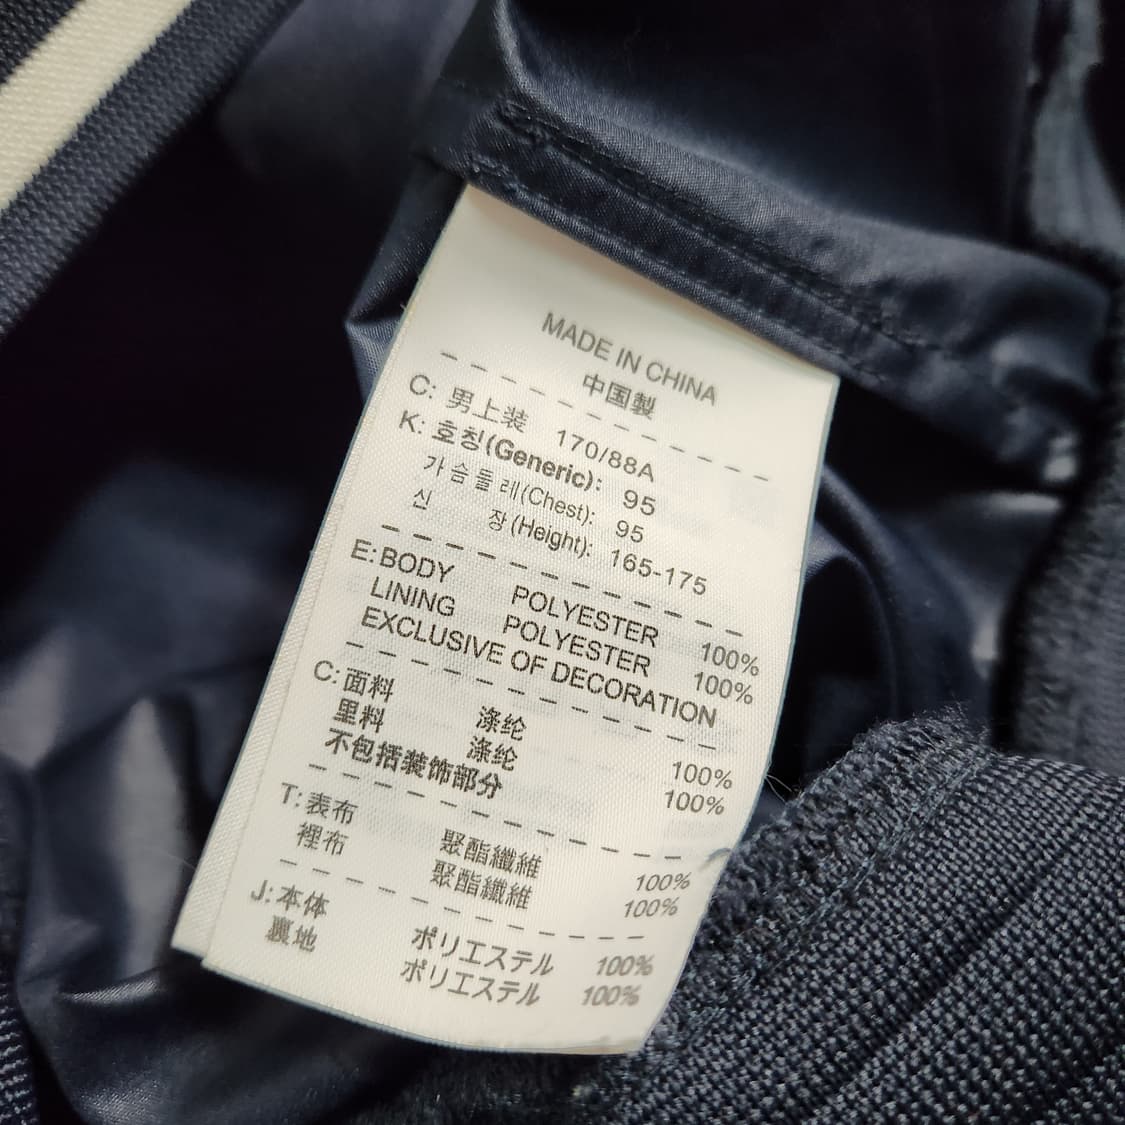 MADE IN CHINA
中国製
C: 男上装 170/88A
K: 호칭(Generic): 95
가슴둘레(Chest): 95
신 장(Height): 165-175
E: BODY POLYESTER 100%
LINING POLYESTER 100%
EXCLUSIVE OF DECORATION
C: 面料 涤纶 100%
里料 涤纶 100%
不包括装饰部分
T: 表布 聚酯纖維 100%
裡布 聚酯纖維 100%
J: 本体 ポリエステル 100%
裏地 ポリエステル 100%